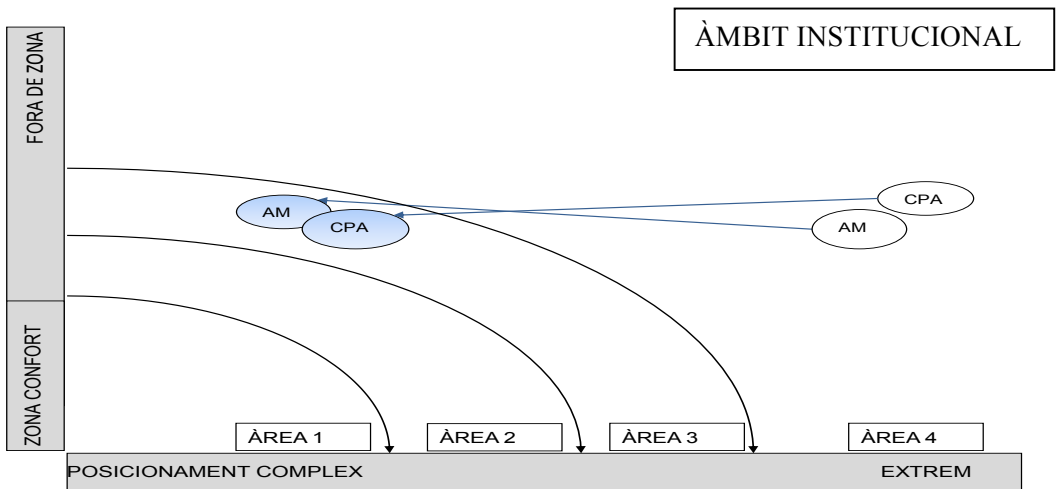 ÀMBIT INSTITUCIONAL
FORA DE ZONA
ZONA CONFORT
AM
CPA
CPA
AM
ÀREA 1
ÀREA 2
ÀREA 3
ÀREA 4
POSICIONAMENT COMPLEX
EXTREM